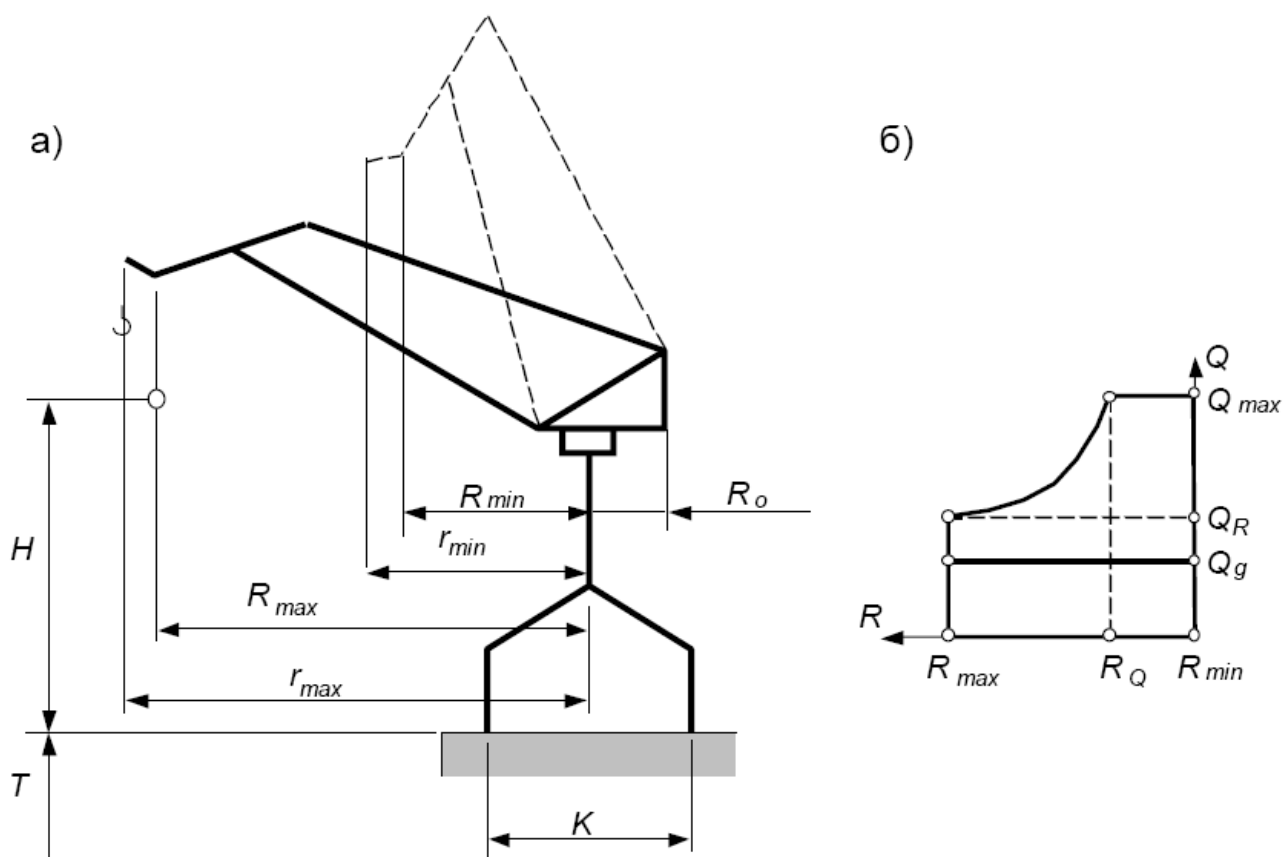 а)
б)
Q
Q max
R min
R o
Q R
H
r min
Q g
R max
R
R max
R Q
R min
r max
T
K